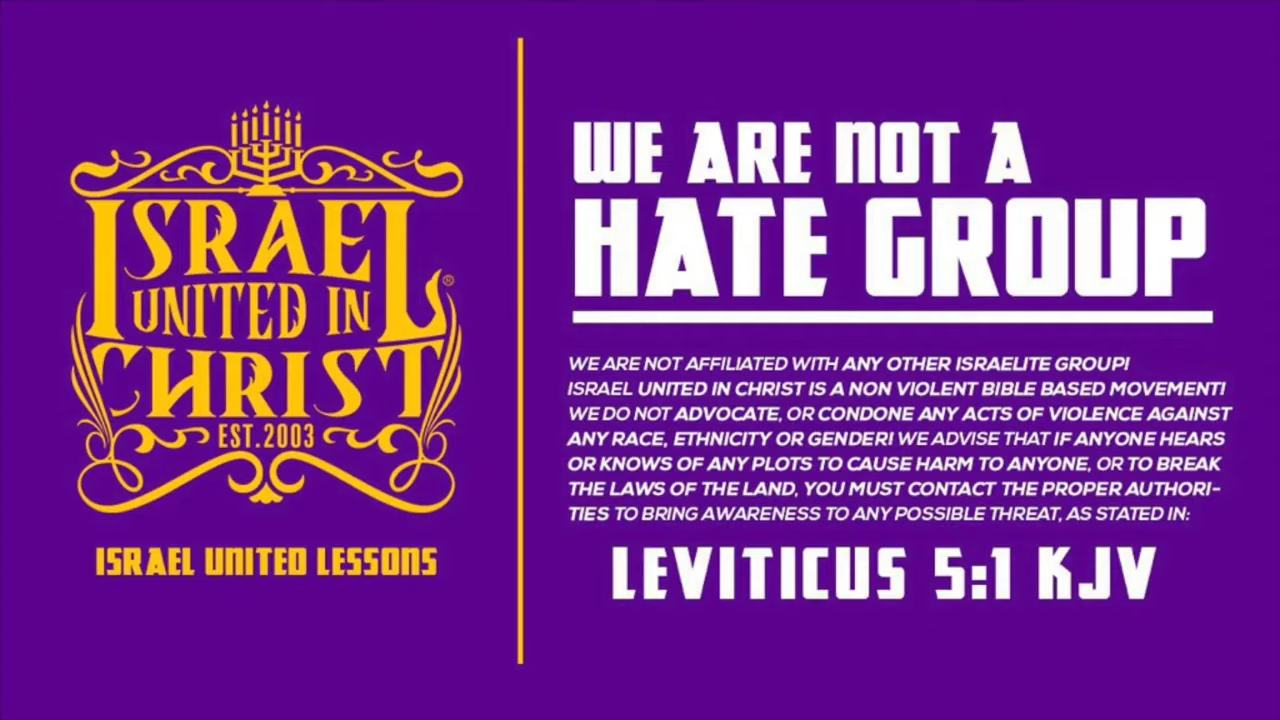 ISRAEL
UNITED IN
CHRIST
EST.2003
ISRAEL UNITED LESSONS
WE ARE NOT A
HATE GROUP
WE ARE NOT AFFILIATED WITH ANY OTHER ISRAELITE GROUP!
ISRAEL UNITED IN CHRIST IS A NON VIOLENT BIBLE BASED MOVEMENT!
WE DO NOT ADVOCATE, OR CONDONE ANY ACTS OF VIOLENCE AGAINST
ANY RACE, ETHNICITY OR GENDER! WE ADVISE THAT IF ANYONE HEARS
OR KNOWS OF ANY PLOTS TO CAUSE HARM TO ANYONE, OR TO BREAK
THE LAWS OF THE LAND, YOU MUST CONTACT THE PROPER AUTHORI-
TIES TO BRING AWARENESS TO ANY POSSIBLE THREAT, AS STATED IN:
LEVITICUS 5:1 KJV